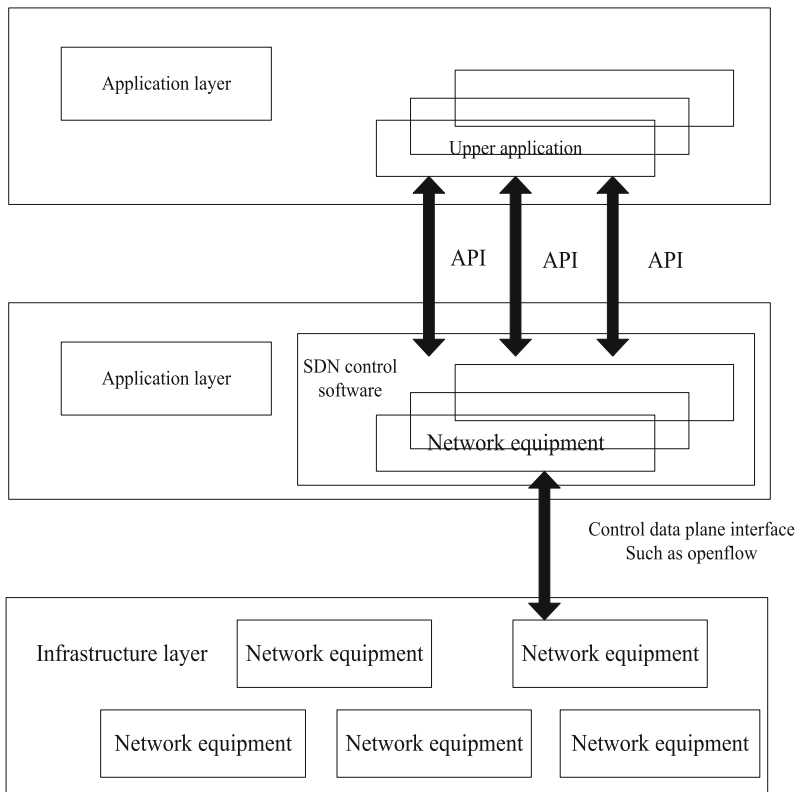 Application layer
Upper application
API
API
API
Application layer
SDN control
software
Network equipment
Control data plane interface
Such as openflow
Infrastructure layer
Network equipment
Network equipment
Network equipment
Network equipment
Network equipment